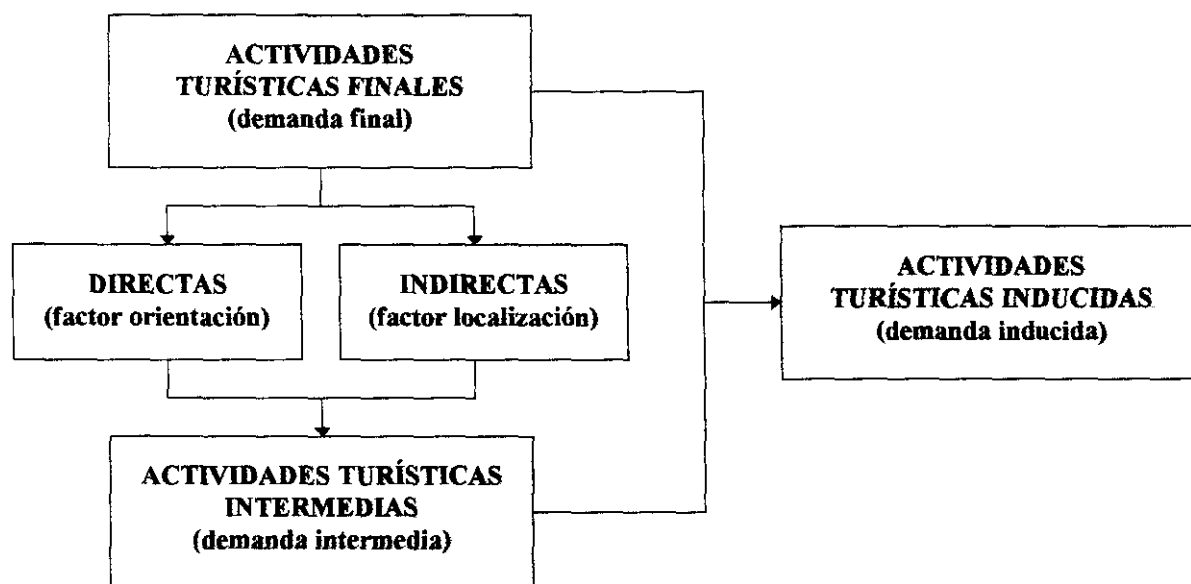 ACTIVIDADES
TURÍSTICAS FINALES
(demanda final)
DIRECTAS
(factor orientación)
INDIRECTAS
(factor localización)
ACTIVIDADES TURÍSTICAS
INTERMEDIAS
(demanda intermedia)
ACTIVIDADES
TURÍSTICAS INDUCIDAS
(demanda inducida)